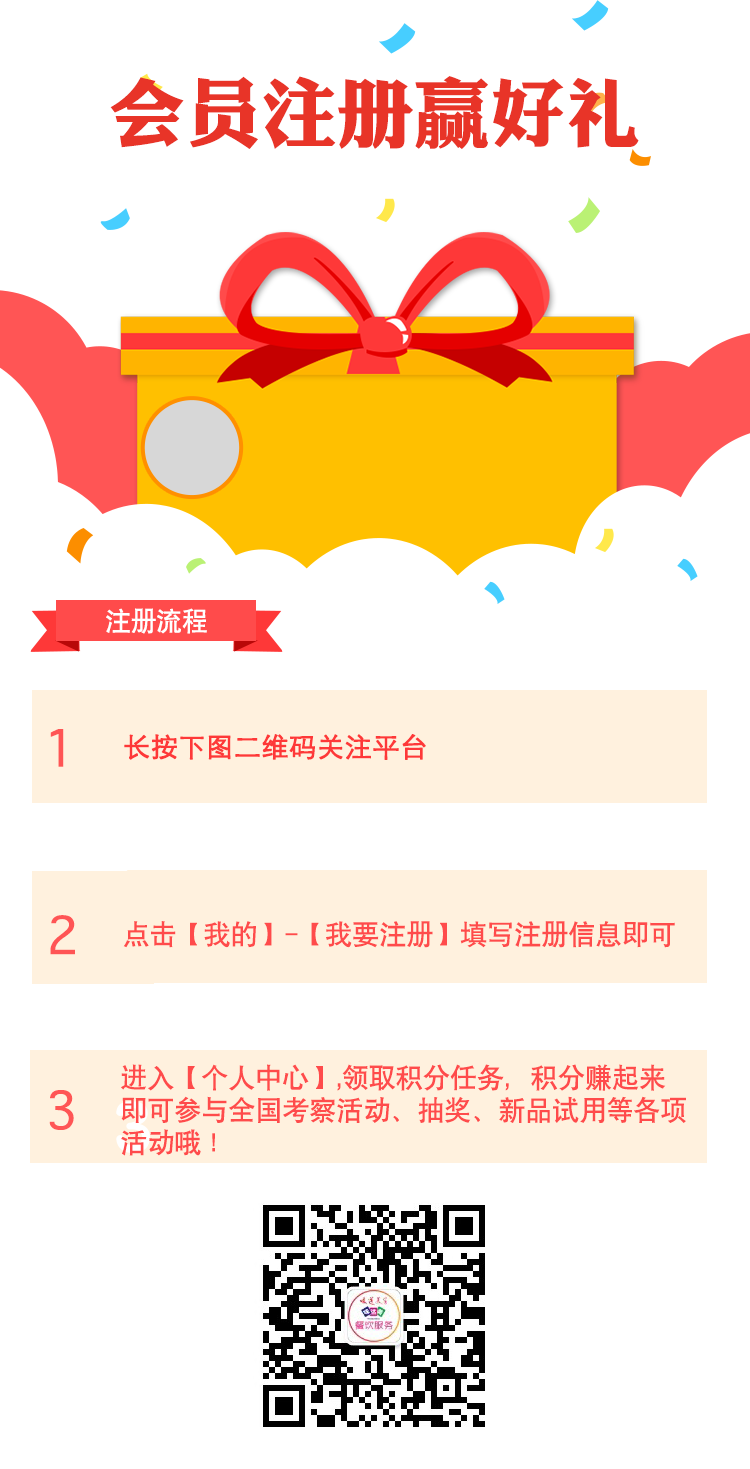 会员注册赢好礼
注册流程
1
长按下图二维码关注平台
2
点击【我的】-【我要注册】填写注册信息即可
3
进入【个人中心】,领取积分任务，积分赚起来
即可参与全国考察活动、抽奖、新品试用等各项
活动哦！
餐饮服务